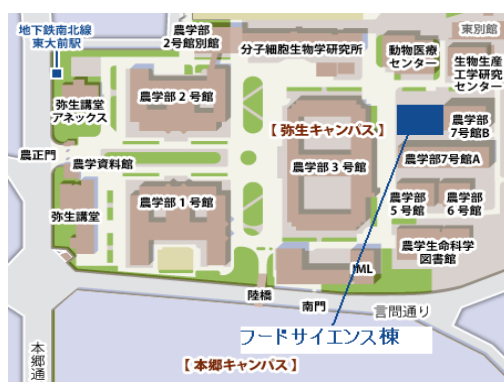 地下鉄南北線
東大前駅
農学部
2号館別館
分子細胞生物学研究所
動物医療
センター
東別館
生物生産
工学研究
センター
弥生講堂
アネックス
農学部2号館
【 弥生キャンパス 】
農学部
7号館B
農正門
農学資料館
農学部3号館
農学部7号館A
弥生講堂
農学部1号館
農学部
5号館
農学部
6号館
農学生命科学
図書館
IML
陸橋
南門
言問通り
フードサイエンス棟
本郷通
【 本郷キャンパス 】